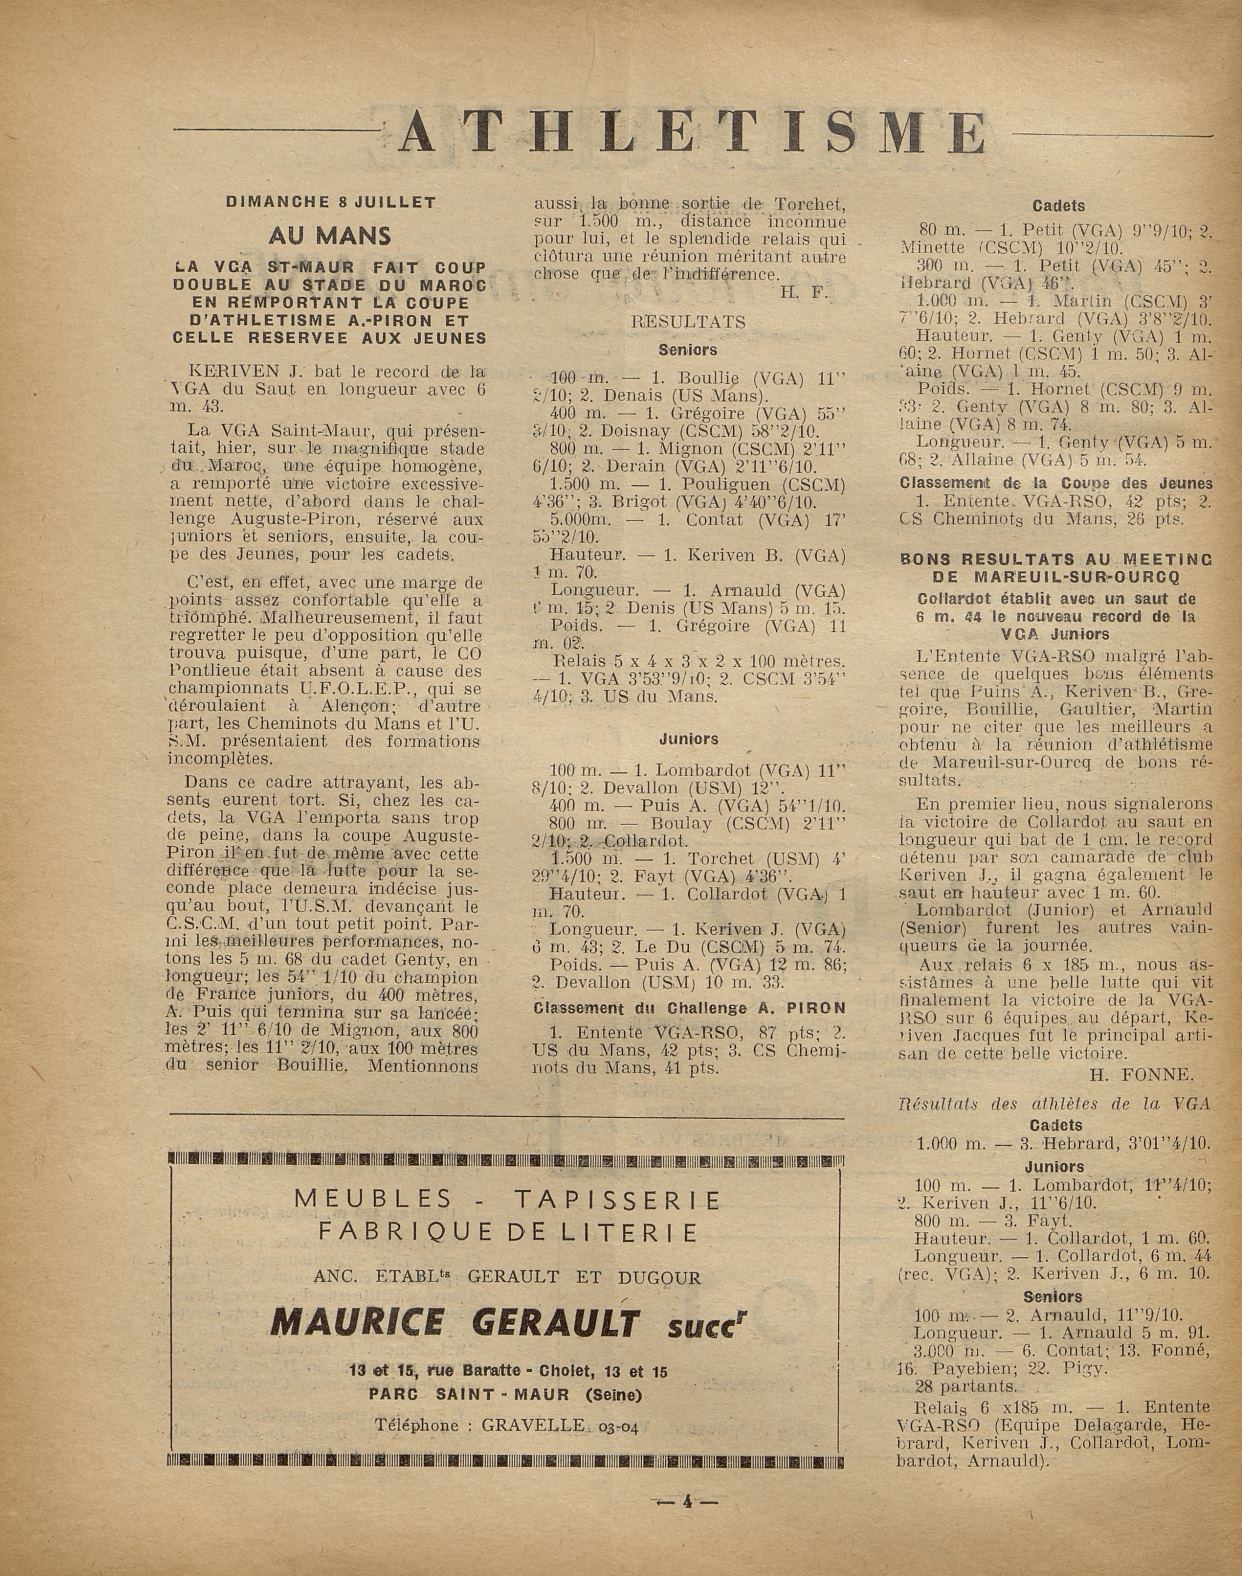 ATHLETISME
DIMANCHE 8 JUILLET
AU MANS
LA VGA ST-MAUR FAIT COUP
DOUBLE AU STADE DU MAROC
EN REMPORTANT LA COUPE
D'ATHLETISME A.-PIRON ET
CELLE RESERVEE AUX JEUNES
KERIVEN J. bat le record de la
VGA du Saut en longueur avec 6
m. 43.
La VGA Saint-Maur, qui présen-
tait, hier, sur le magnifique stade
du Maroc, une équipe homogène,
a remporté une victoire excessive-
ment nette, d'abord dans le chal-
lenge Auguste-Piron, réservé aux
juniors et seniors, ensuite, la cou-
pe des Jeunes, pour les cadets.
C'est, en effet, avec une marge de
points assez confortable qu'elle a
triomphé. Malheureusement, il faut
regretter le peu d'opposition qu'elle
trouva puisque, d'une part, le CO
Pontlieue était absent à cause des
championnats U.F.O.L.E.P., qui se
déroulaient à Alençon; d'autre
part, les Cheminots du Mans et l'U.
S.M. présentaient des formations
incomplètes.
Dans ce cadre attrayant, les ab-
sents eurent tort. Si, chez les ca-
dets, la VGA l'emporta sans trop
de peine, dans la coupe Auguste-
Piron il en fut de même avec cette
différence que la lutte pour la se-
conde place demeura indécise jus-
qu'au bout, l'U.S.M. devançant le
C.S.C.M. d'un tout petit point. Par-
mi les meilleures performances, no-
tons les 5 m. 68 du cadet Genty, en
longueur; les 54'' 1/10 du champion
de France juniors, du 400 mètres,
A. Puis qui termina sur sa lancée;
les 2' 11'' 6/10 de Mignon, aux 800
mètres; les 11'' 2/10, aux 100 mètres
du senior Bouillie. Mentionnons
aussi la bonne sortie de Torchet,
sur 1.500 m., distance inconnue
pour lui, et le splendide relais qui
clôtura une réunion méritant autre
chose que de l'indifférence.
H. F.
RESULTATS
Seniors
100 m. — 1. Boullie (VGA) 11''
2/10; 2. Denais (US Mans).
400 m. — 1. Grégoire (VGA) 55''
3/10; 2. Doisnay (CSCM) 58''2/10.
800 m. — 1. Mignon (CSCM) 2'11''
6/10; 2. Derain (VGA) 2'11''6/10.
1.500 m. — 1. Pouliguen (CSCM)
4'36''; 3. Brigot (VGA) 4'40''6/10.
5.000m. — 1. Contat (VGA) 17'
55''2/10.
Hauteur. — 1. Keriven B. (VGA)
1 m. 70.
Longueur. — 1. Arnauld (VGA)
m. 15; 2 Denis (US Mans) 5 m. 15.
Poids. — 1. Grégoire (VGA) 11
m. 02.
Relais 5 x 4 x 3 x 2 x 100 mètres.
— 1. VGA 3'53''9/10; 2. CSCM 3'54''
4/10; 3. US du Mans.
Juniors
100 m. — 1. Lombardot (VGA) 11''
8/10; 2. Devallon (USM) 12''.
400 m. — Puis A. (VGA) 54''1/10.
800 m. — Boulay (CSCM) 2'11''
2/10; 2. Collardot.
1.500 m. — 1. Torchet (USM) 4'
29''4/10; 2. Fayt (VGA) 4'36''.
Hauteur. — 1. Collardot (VGA) 1
m. 70.
Longueur. — 1. Keriven J. (VGA)
6 m. 43; 2. Le Du (CSCM) 5 m. 74.
Poids. — Puis A. (VGA) 12 m. 86;
2. Devallon (USM) 10 m. 33.
Classement du Challenge A. PIRON
1. Entente VGA-RSO, 87 pts; 2.
US du Mans, 42 pts; 3. CS Chemi-
nots du Mans, 41 pts.
Cadets
80 m. — 1. Petit (VGA) 9''9/10; 2.
Minette (CSCM) 10''2/10.
300 m. — 1. Petit (VGA) 45''; 2.
Hebrard (VGA) 46''.
1.000 m. — 1. Martin (CSCM) 3'
7''6/10; 2. Hebrard (VGA) 3'8''2/10.
Hauteur. — 1. Genty (VGA) 1 m.
60; 2. Hornet (CSCM) 1 m. 50; 3. Al-
laine (VGA) 1 m. 45.
Poids. — 1. Hornet (CSCM) 9 m.
2. Genty (VGA) 8 m. 80; 3. Al-
laine (VGA) 8 m. 74.
Longueur. — 1. Genty (VGA) 5 m.
68; 2. Allaine (VGA) 5 m. 54.
Classement de la Coupe des Jeunes
1. Entente VGA-RSO, 42 pts; 2.
CS Cheminots du Mans, 26 pts.
BONS RESULTATS AU MEETING
DE MAREUIL-SUR-OURCQ
Collardot établit avec un saut de
6 m. 44 le nouveau record de la
VGA Juniors
L'Entente VGA-RSO malgré l'ab-
sence de quelques bons éléments
tel que Puins A., Keriven B., Gre-
goire, Bouillie, Gaultier, Martin
pour ne citer que les meilleurs a
obtenu à la réunion d'athlétisme
de Mareuil-sur-Ourcq de bons ré-
sultats.
En premier lieu, nous signalerons
la victoire de Collardot au saut en
longueur qui bat de 1 cm. le record
détenu par son camarade de club
Keriven J., il gagna également le
saut en hauteur avec 1 m. 60.
Lombardot (Junior) et Arnauld
(Senior) furent les autres vain-
queurs de la journée.
Aux relais 6 x 185 m., nous as-
sistâmes à une belle lutte qui vit
finalement la victoire de la VGA-
RSO sur 6 équipes au départ, Ke-
riven Jacques fut le principal arti-
san de cette belle victoire.
H. FONNE.
Résultats des athlètes de la VGA
Cadets
1.000 m. — 3. Hebrard, 3'01''4/10.
Juniors
100 m. — 1. Lombardot, 11''4/10;
2. Keriven J., 11''6/10.
800 m. — 3. Fayt.
Hauteur. — 1. Collardot, 1 m. 60.
Longueur. — 1. Collardot, 6 m. 44
(rec. VGA); 2. Keriven J., 6 m. 10.
Seniors
100 m. — 2. Arnauld, 11''9/10.
Longueur. — 1. Arnauld 5 m. 91.
3.000 m. — 6. Contat; 13. Fonné,
16. Payebien; 22. Pigy.
28 partants.
Relais 6 x185 m. — 1. Entente
VGA-RSO (Equipe Delagarde, He-
brard, Keriven J., Collardot, Lom-
bardot, Arnauld).
MEUBLES - TAPISSERIE
FABRIQUE DE LITERIE
ANC. ETABLts GERAULT ET DUGOUR
MAURICE GERAULT succr
13 et 15, rue Baratte - Cholet, 13 et 15
PARC SAINT - MAUR (Seine)
Téléphone : GRAVELLE 03-04
— 4 —